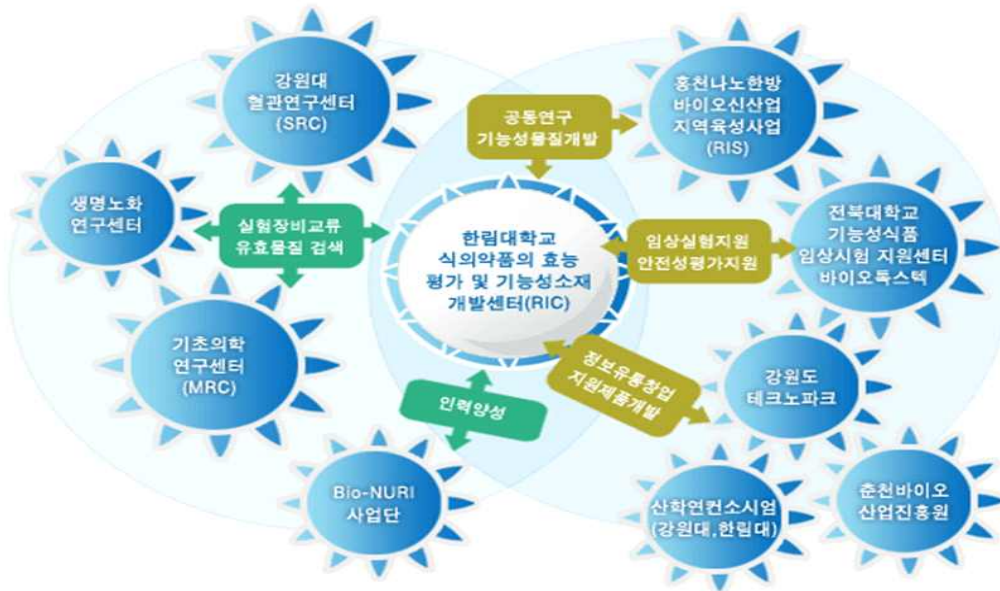 강원대
혈관연구센터
(SRC)
공통연구
기능성물질개발
홍천나노한방
바이오신산업
지역육성사업
(RIS)
생명노화
연구센터
실험장비교류
유효물질 검색
한림대학교
식의약품의 효능
평가 및 기능성소재
개발센터(RIC)
임상실험지원
안전성평가지원
전북대학교
기능성식품
임상시험 지원센터
바이오톡스텍
기초의학
연구센터
(MRC)
인력양성
정보유통창업
지원제품개발
강원도
테크노파크
Bio-NURI
사업단
산학연컨소시엄
(강원대,한림대)
춘천바이오
산업진흥원